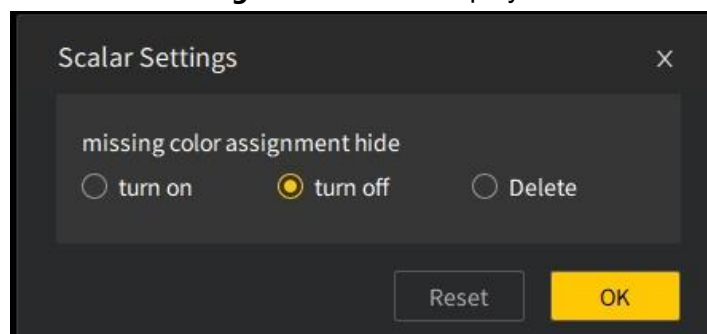 Scalar Settings X
missing color assignment hide
turn on turn off Delete
Reset OK